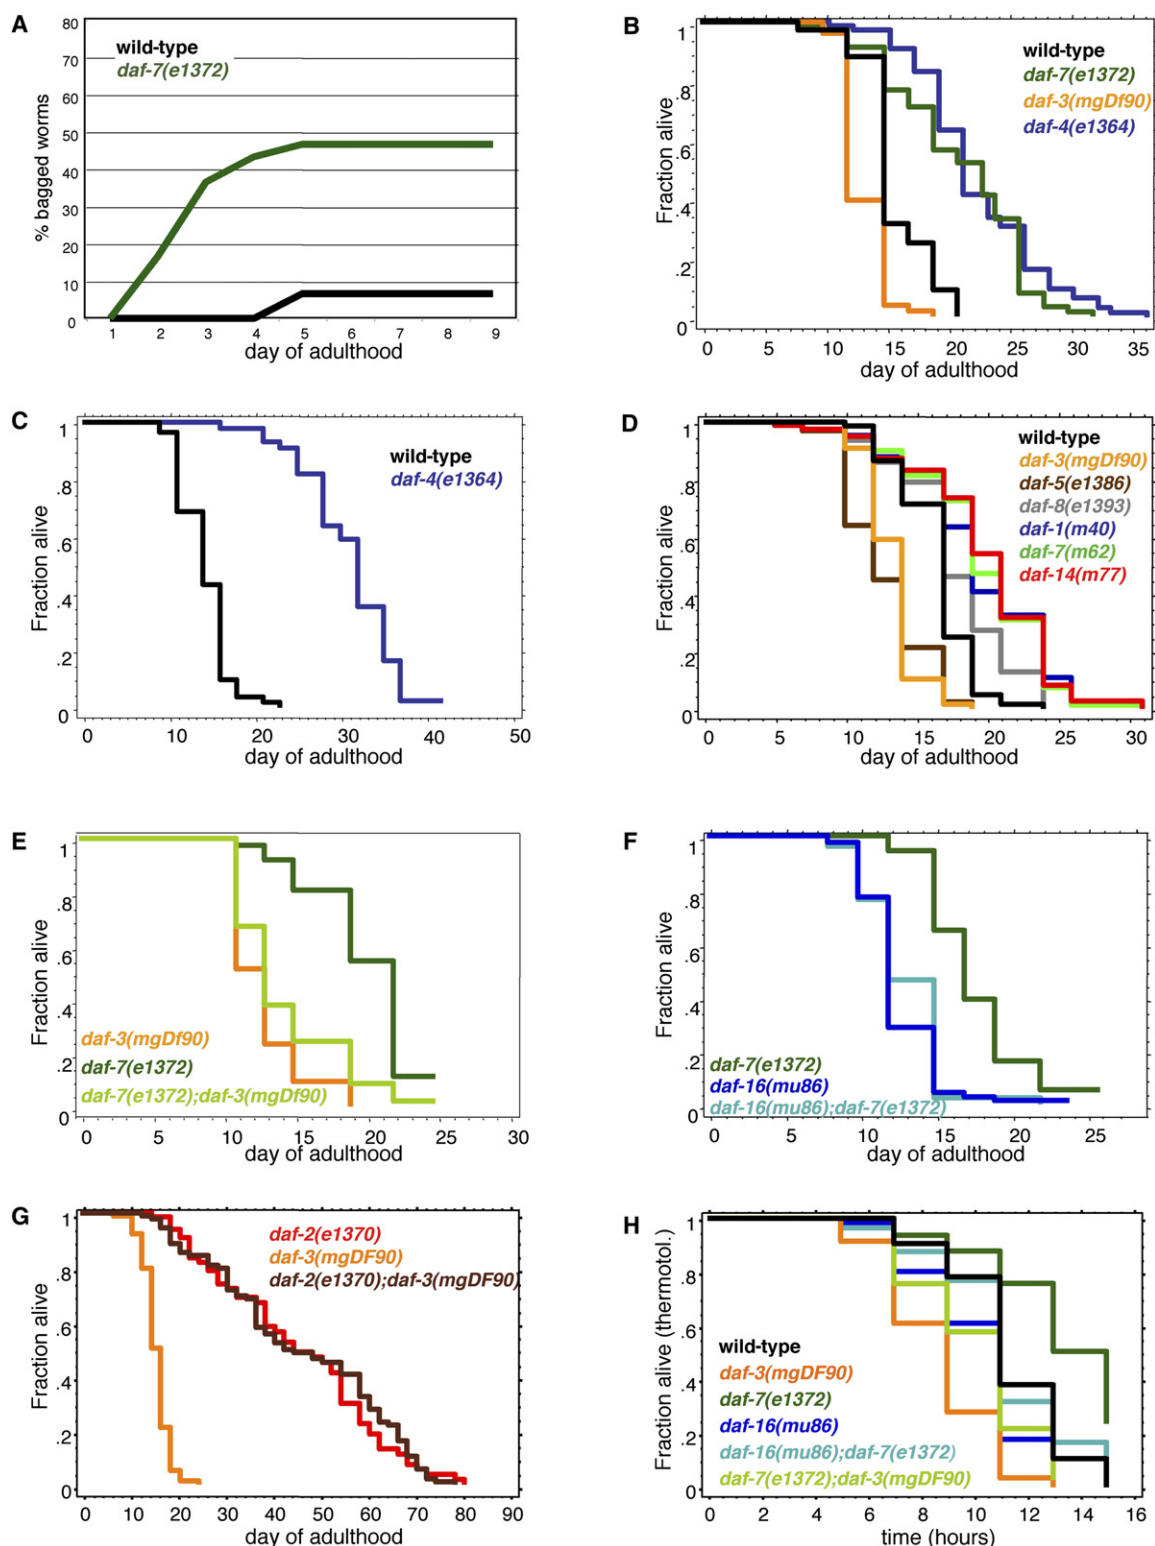 A
80
70
60
50
40
30
20
10
0
% bagged worms
wild-type
daf-7(e1372)
1 2 3 4 5 6 7 8 9
day of adulthood
B
1
.8
.6
.4
.2
0
Fraction alive
wild-type
daf-7(e1372)
daf-3(mgDf90)
daf-4(e1364)
0 5 10 15 20 25 30 35
day of adulthood
C
1
.8
.6
.4
.2
0
Fraction alive
wild-type
daf-4(e1364)
0 10 20 30 40 50
day of adulthood
D
1
.8
.6
.4
.2
0
Fraction alive
wild-type
daf-3(mgDf90)
daf-5(e1386)
daf-8(e1393)
daf-1(m40)
daf-7(m62)
daf-14(m77)
0 5 10 15 20 25 30
day of adulthood
E
1
.8
.6
.4
.2
0
Fraction alive
daf-3(mgDf90)
daf-7(e1372)
daf-7(e1372);daf-3(mgDf90)
0 5 10 15 20 25 30
day of adulthood
F
1
.8
.6
.4
.2
0
Fraction alive
daf-7(e1372)
daf-16(mu86)
daf-16(mu86);daf-7(e1372)
0 5 10 15 20 25
day of adulthood
G
1
.8
.6
.4
.2
0
Fraction alive
daf-2(e1370)
daf-3(mgDF90)
daf-2(e1370);daf-3(mgDF90)
0 10 20 30 40 50 60 70 80 90
day of adulthood
H
1
.8
.6
.4
.2
0
Fraction alive (thermotol.)
wild-type
daf-3(mgDF90)
daf-7(e1372)
daf-16(mu86)
daf-16(mu86);daf-7(e1372)
daf-7(e1372);daf-3(mgDF90)
0 2 4 6 8 10 12 14 16
time (hours)